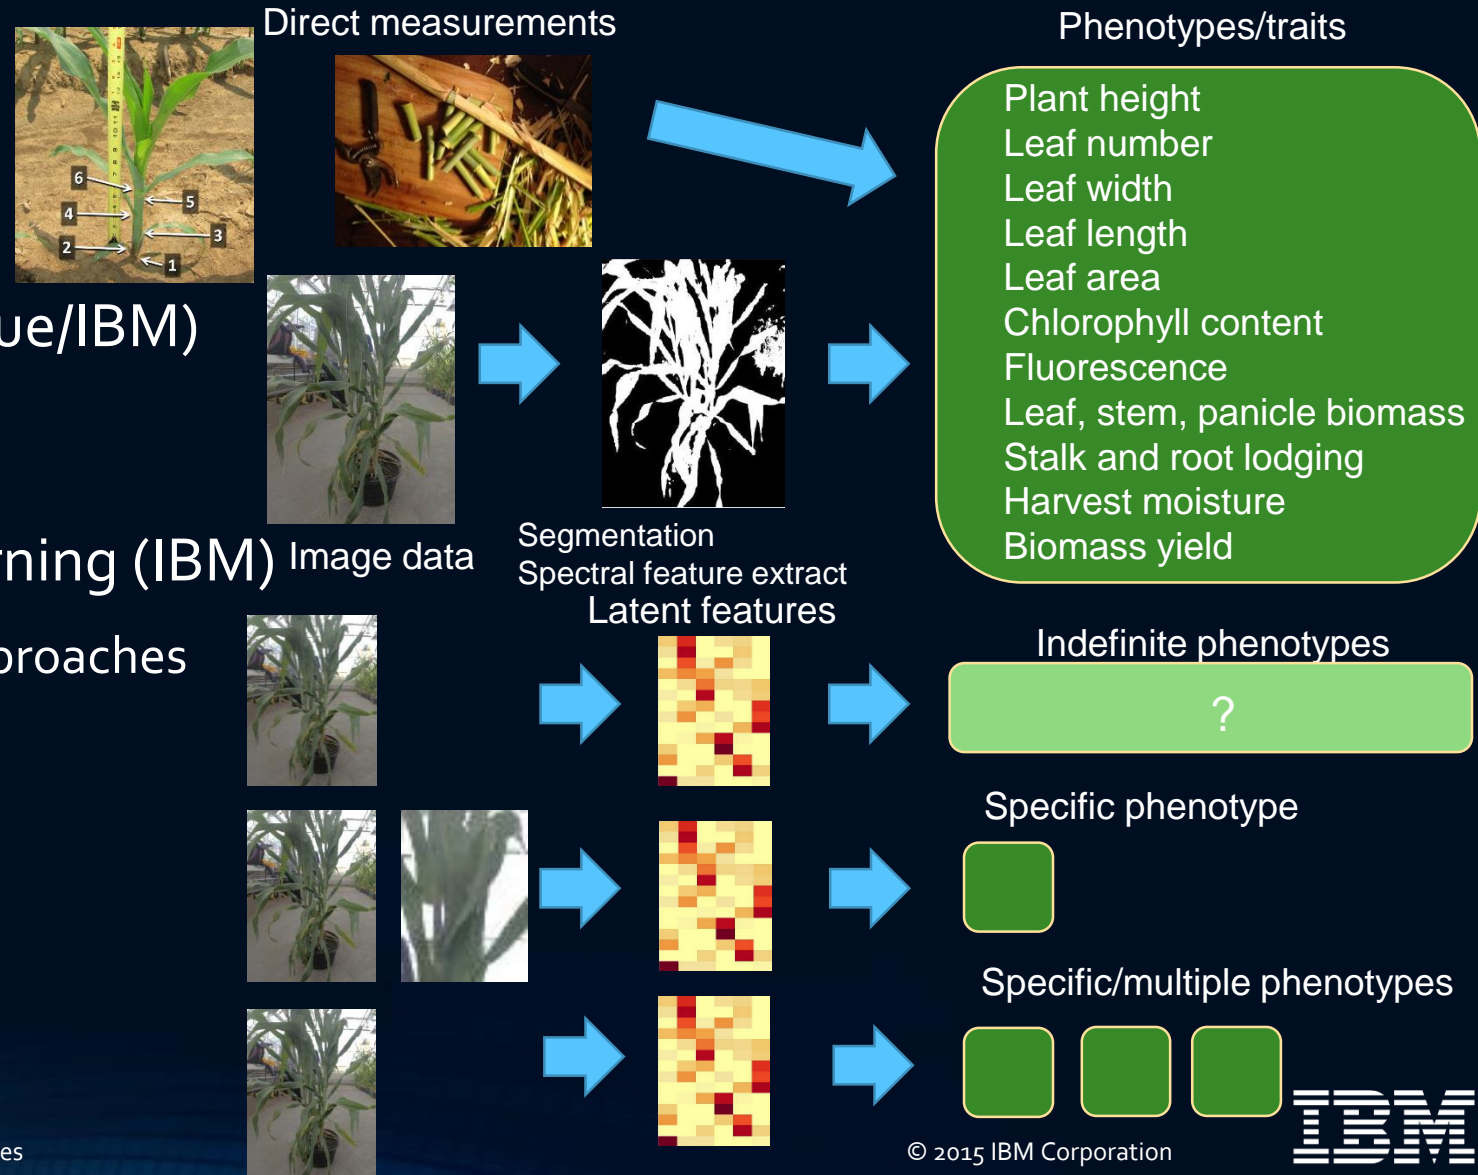 Direct measurements
Phenotypes/traits
6
5
4
3
2
1
Plant height
Leaf number
Leaf width
Leaf length
Leaf area
Chlorophyll content
Fluorescence
Leaf, stem, panicle biomass
Stalk and root lodging
Harvest moisture
Biomass yield
ue/IBM)
rning (IBM)
Image data
Segmentation
Spectral feature extract
Latent features
proaches
Indefinite phenotypes
?
Specific phenotype
Specific/multiple phenotypes
es
© 2015 IBM Corporation
IBM